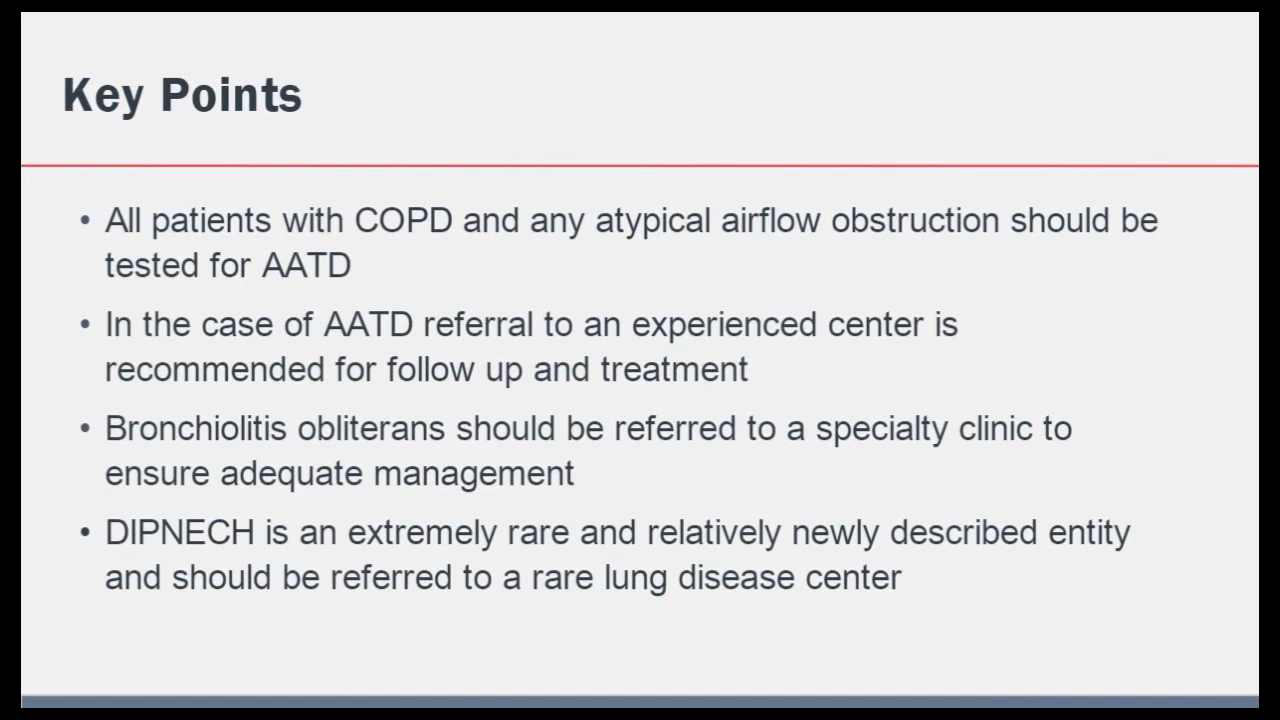 Key Points
• All patients with COPD and any atypical airflow obstruction should be
tested for AATD
• In the case of AATD referral to an experienced center is
recommended for follow up and treatment
• Bronchiolitis obliterans should be referred to a specialty clinic to
ensure adequate management
• DIPNECH is an extremely rare and relatively newly described entity
and should be referred to a rare lung disease center